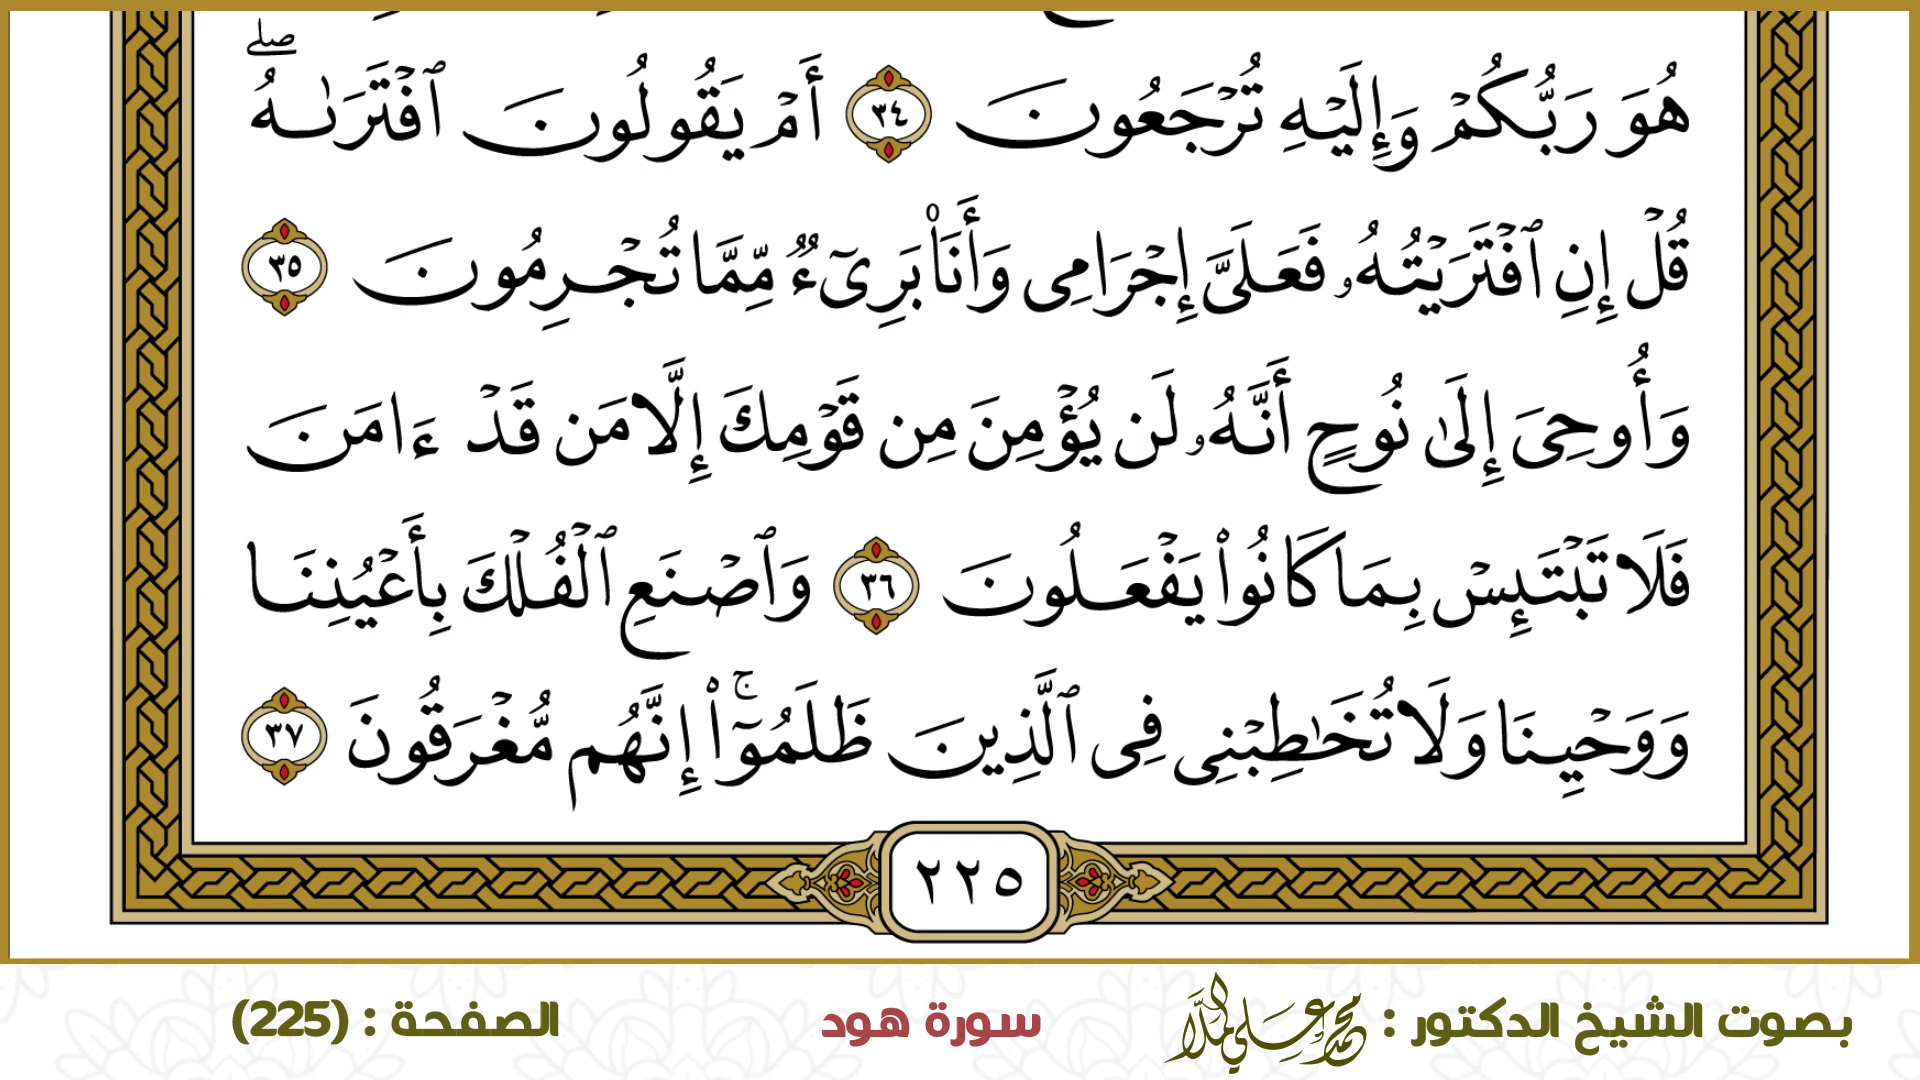 هُوَ رَبُّكُمْ وَإِلَيْهِ تُرْجَعُونَ ٣٤ أَمْ يَقُولُونَ ٱفْتَرَىٰهُ ۖ
قُلْ إِنِ ٱفْتَرَيْتُهُۥ فَعَلَىَّ إِجْرَامِى وَأَنَا۠ بَرِىٓءٌ مِّمَّا تُجْرِمُونَ ٣٥
وَأُوحِىَ إِلَىٰ نُوحٍ أَنَّهُۥ لَن يُؤْمِنَ مِن قَوْمِكَ إِلَّا مَن قَدْ ءَامَنَ
فَلَا تَبْتَئِسْ بِمَا كَانُوا۟ يَفْعَلُونَ ٣٦ وَٱصْنَعِ ٱلْفُلْكَ بِأَعْيُنِنَا
وَوَحْيِنَا وَلَا تُخَـٰطِبْنِى فِى ٱلَّذِينَ ظَلَمُوٓا۟ ۚ إِنَّهُم مُّغْرَقُونَ ٣٧
٢٢٥
بصوت الشيخ الدكتور : محمد علي الملا سورة هود الصفحة : (225)